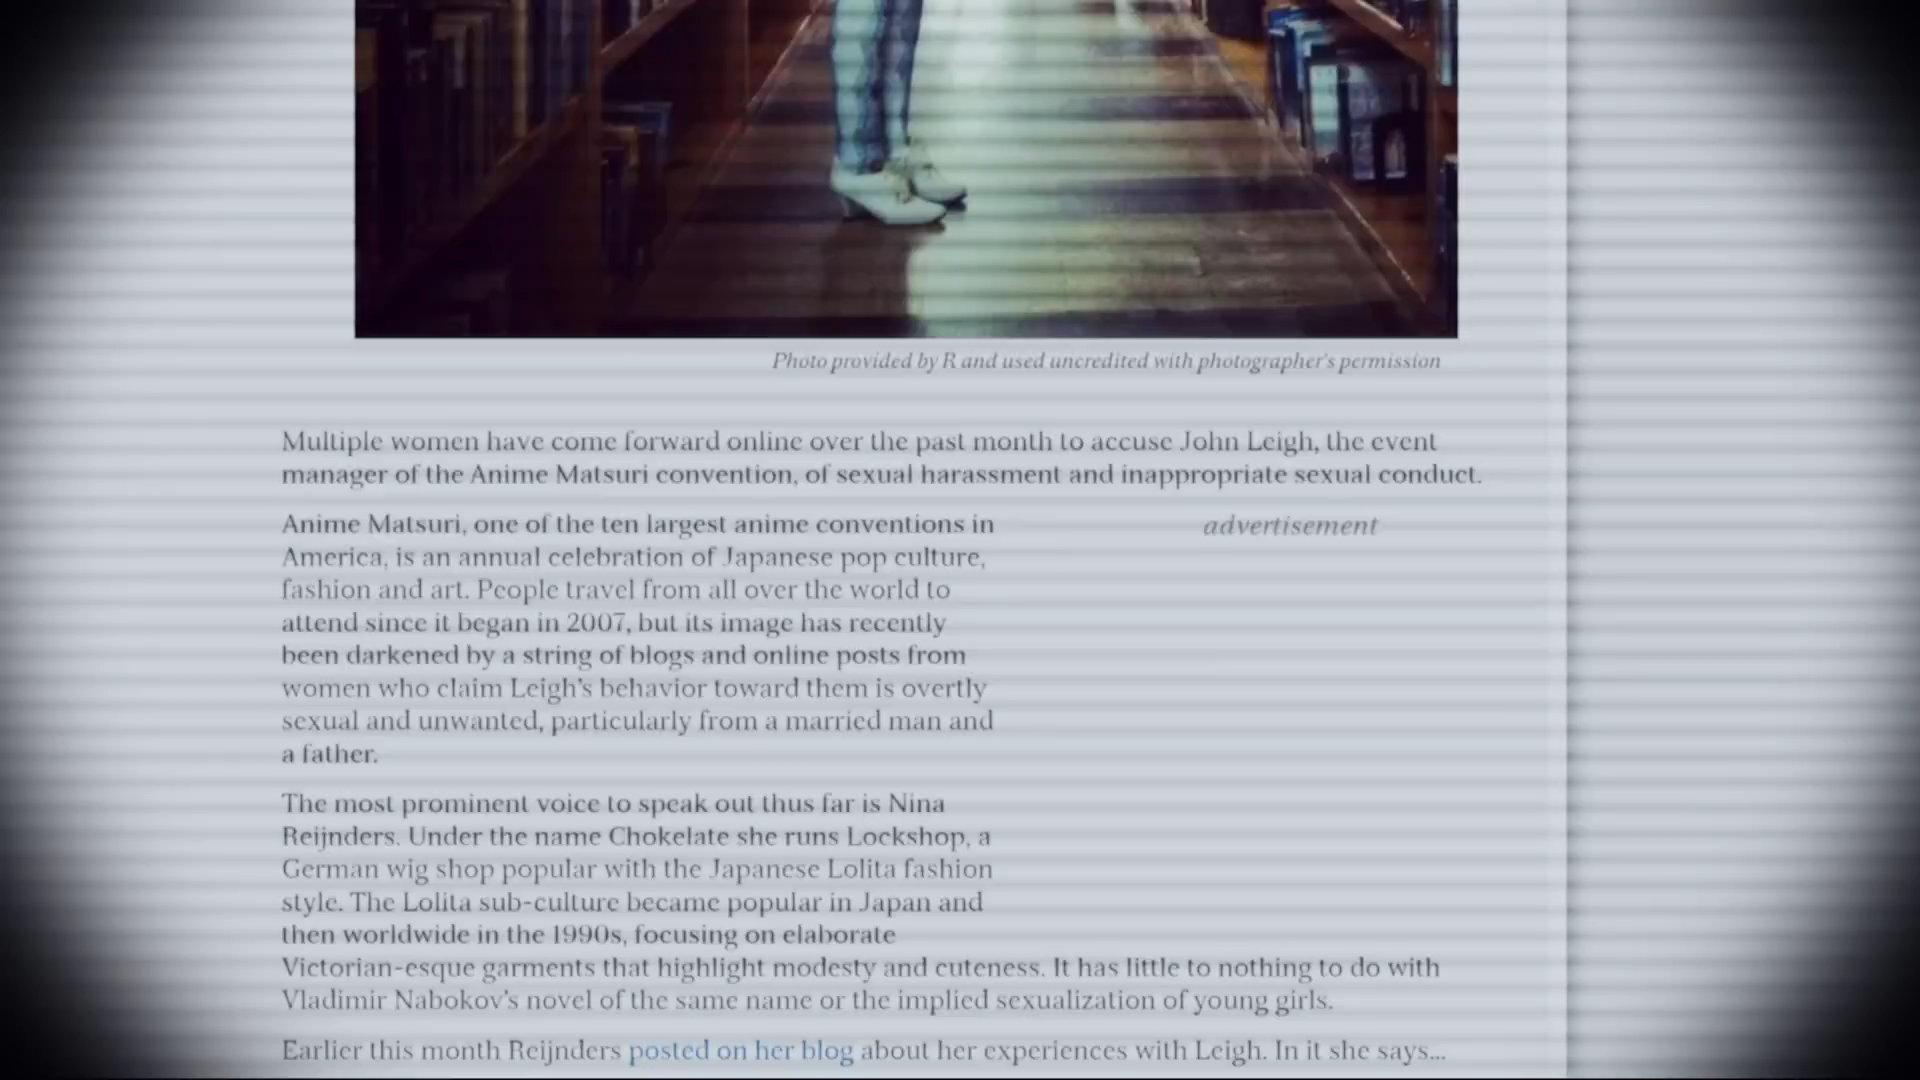 Photo provided by R and used uncredited with photographer's permission
Multiple women have come forward online over the past month to accuse John Leigh, the event
manager of the Anime Matsuri convention, of sexual harassment and inappropriate sexual conduct.
Anime Matsuri, one of the ten largest anime conventions in
America, is an annual celebration of Japanese pop culture,
fashion and art. People travel from all over the world to
attend since it began in 2007, but its image has recently
been darkened by a string of blogs and online posts from
women who claim Leigh's behavior toward them is overtly
sexual and unwanted, particularly from a married man and
a father.
advertisement
The most prominent voice to speak out thus far is Nina
Reijnders. Under the name Chokelate she runs Lockshop, a
German wig shop popular with the Japanese Lolita fashion
style. The Lolita sub-culture became popular in Japan and
then worldwide in the 1990s, focusing on elaborate
Victorian-esque garments that highlight modesty and cuteness. It has little to nothing to do with
Vladimir Nabokov's novel of the same name or the implied sexualization of young girls.
Earlier this month Reijnders posted on her blog about her experiences with Leigh. In it she says...